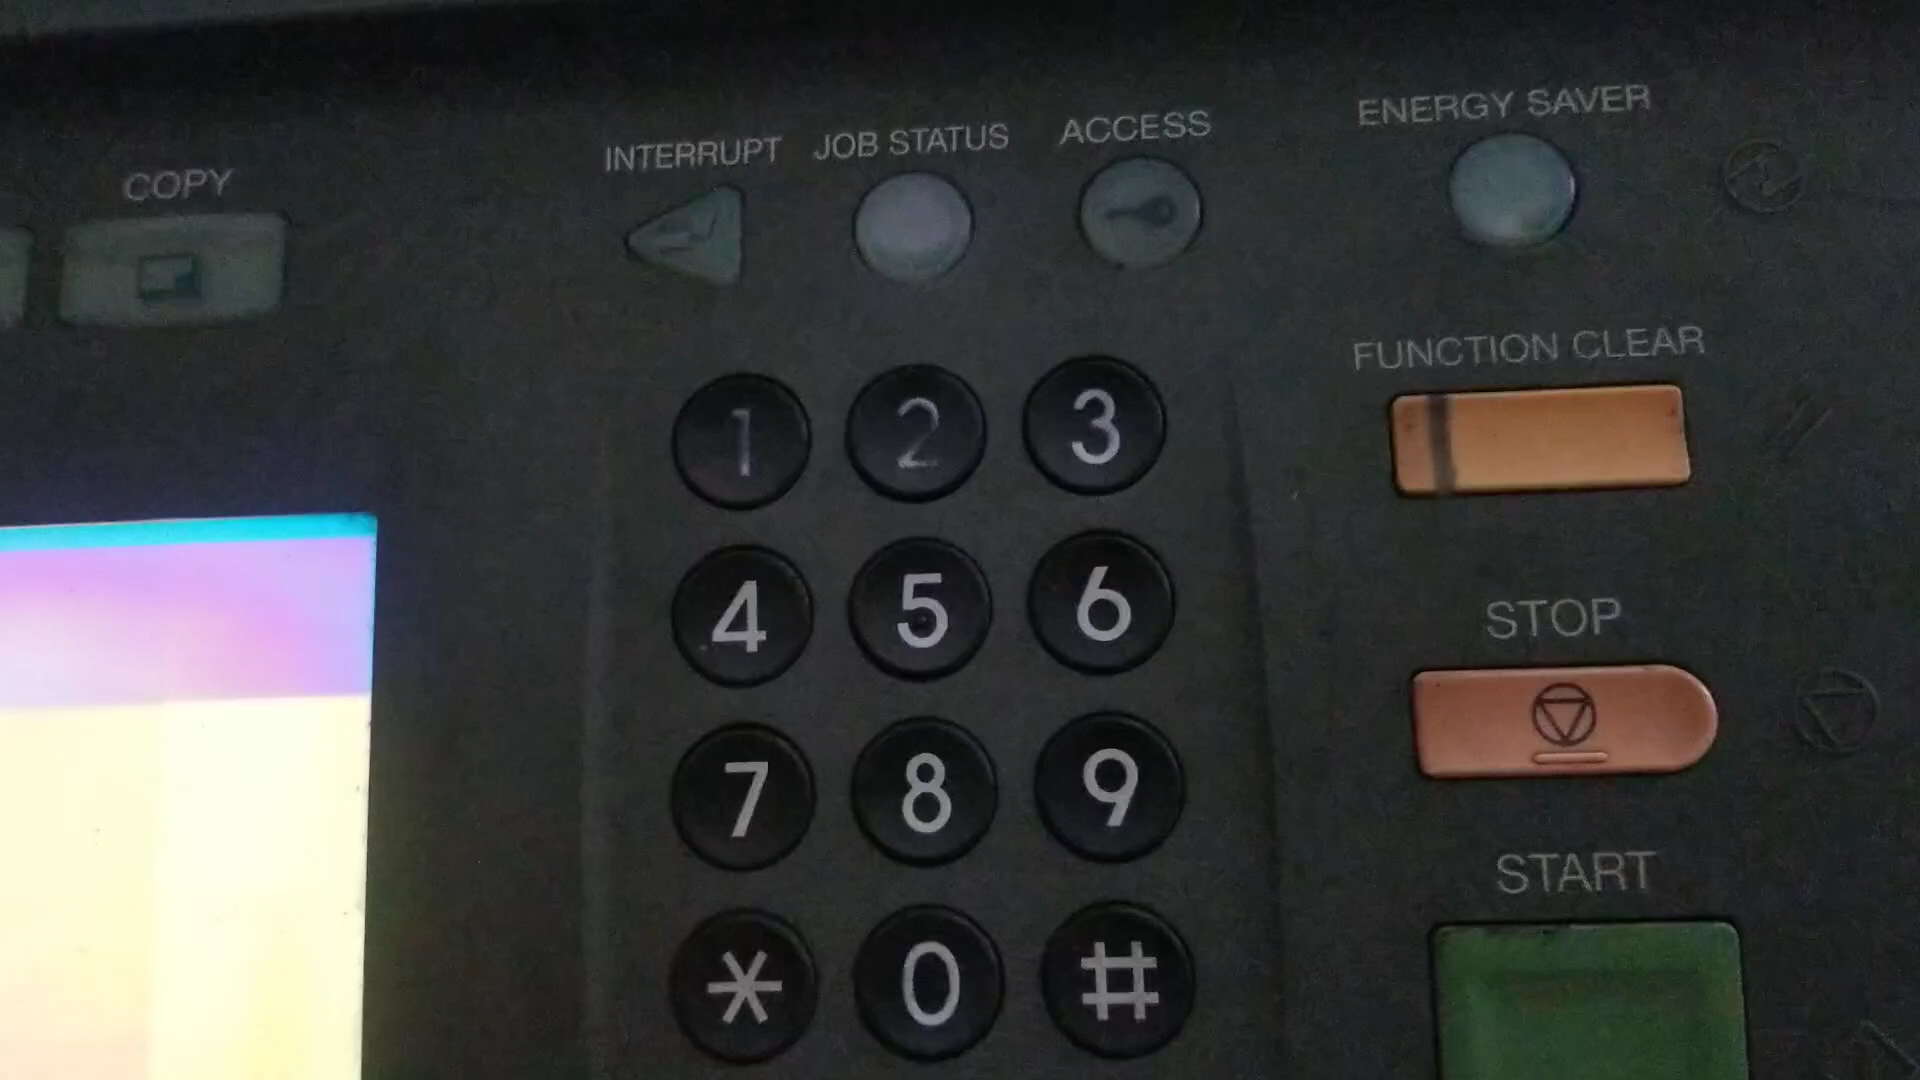 COPY
INTERRUPT
JOB STATUS
ACCESS
ENERGY SAVER
FUNCTION CLEAR
1 2 3
4 5 6
STOP
7 8 9
START
* 0 #